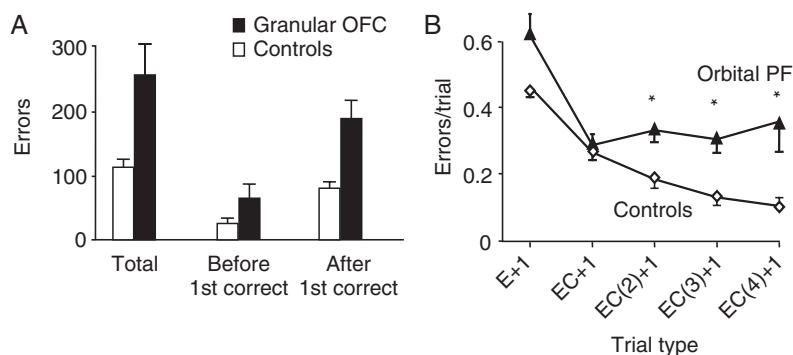 A
Granular OFC
Controls
Errors
300
200
100
0
Total
Before
1st correct
After
1st correct
B
Errors/trial
0.6
0.4
0.2
0
Orbital PF
*
*
*
Controls
E+1
EC+1
EC(2)+1
EC(3)+1
EC(4)+1
Trial type